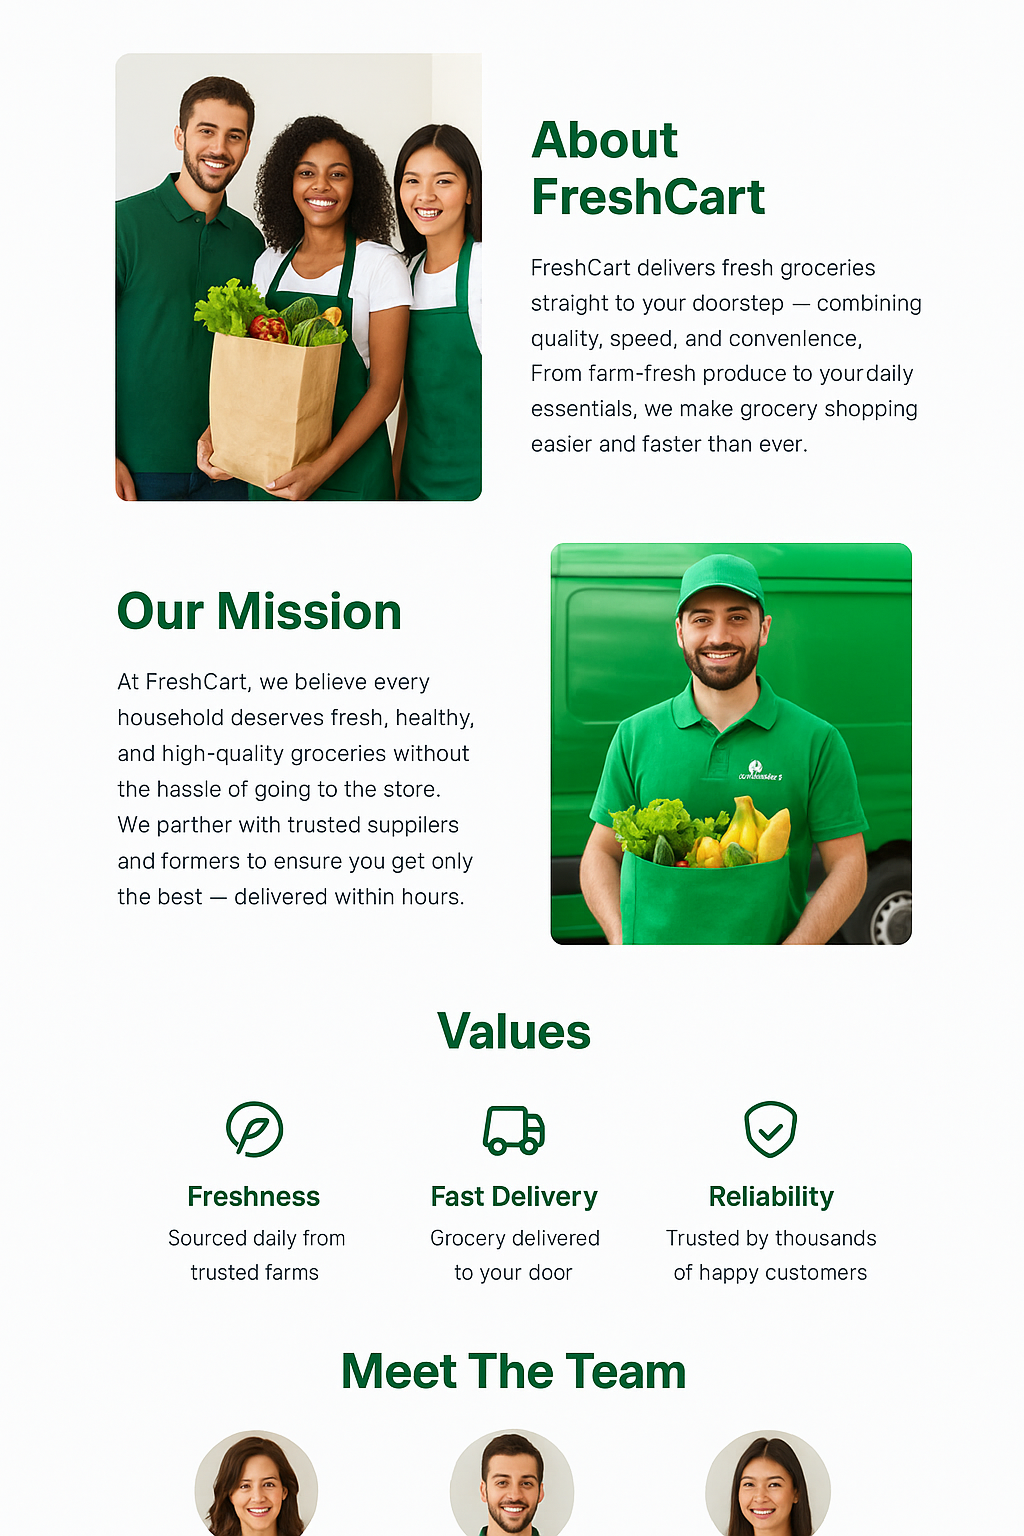 About
FreshCart
FreshCart delivers fresh groceries
straight to your doorstep — combining
quality, speed, and convenlence,
From farm-fresh produce to yourdaily
essentials, we make grocery shopping
easier and faster than ever.
Our Mission
At FreshCart, we believe every
household deserves fresh, healthy,
and high-quality groceries without
the hassle of going to the store.
We parther with trusted suppilers
and formers to ensure you get only
the best — delivered within hours.
Values
Freshness
Fast Delivery
Reliability
Sourced daily from
trusted farms
Grocery delivered
to your door
Trusted by thousands
of happy customers
Meet The Team